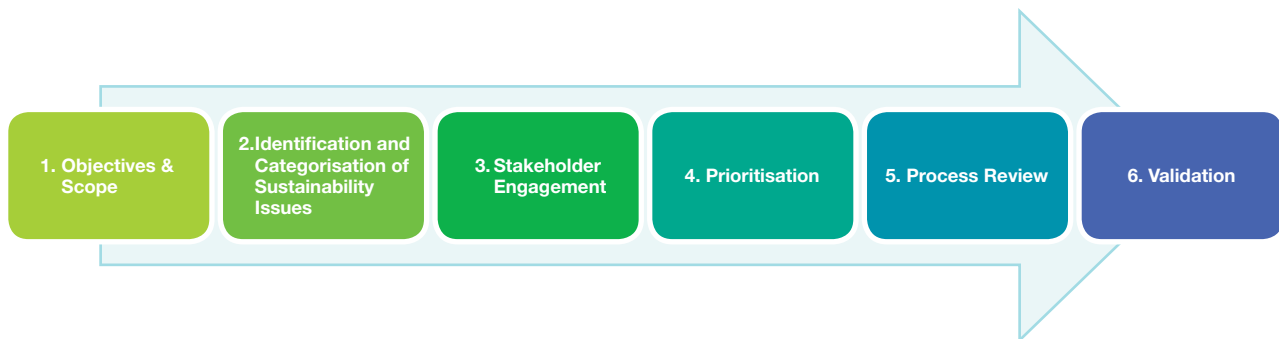 1. Objectives &
Scope
2.Identification and
Categorisation of
Sustainability
Issues
3. Stakeholder
Engagement
4. Prioritisation
5. Process Review
6. Validation